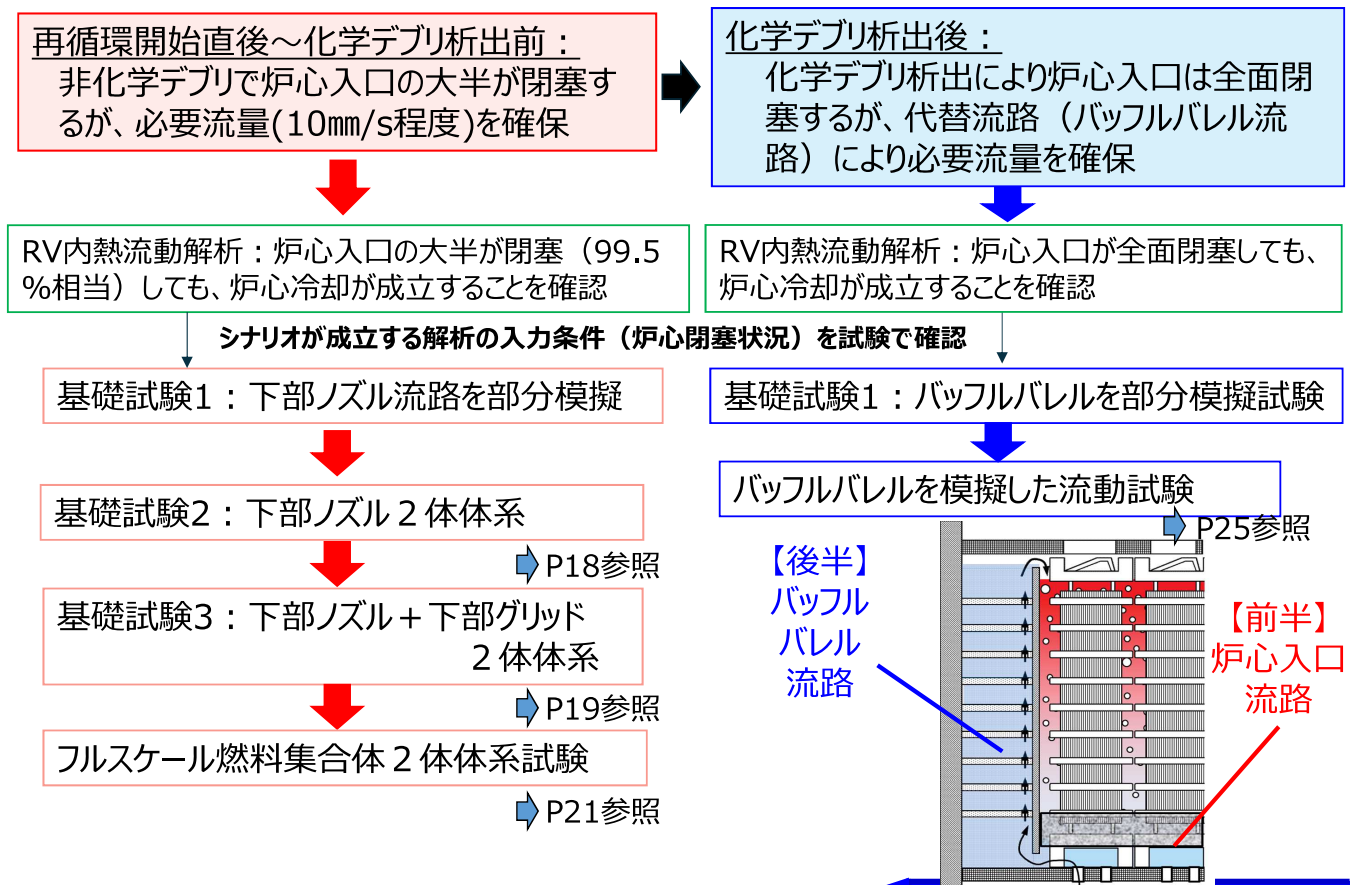 再循環開始直後～化学デブリ析出前：
非化学デブリで炉心入口の大半が閉塞す
るが、必要流量(10㎜/s程度)を確保
化学デブリ析出後：
化学デブリ析出により炉心入口は全面閉
塞するが、代替流路（バッフルバレル流
路）により必要流量を確保
RV内熱流動解析：炉心入口の大半が閉塞（99.5
%相当）しても、炉心冷却が成立することを確認
RV内熱流動解析：炉心入口が全面閉塞しても、
炉心冷却が成立することを確認
シナリオが成立する解析の入力条件（炉心閉塞状況）を試験で確認
基礎試験1：下部ノズル流路を部分模擬
基礎試験2：下部ノズル２体体系
P18参照
基礎試験3：下部ノズル＋下部グリッド
２体体系
P19参照
フルスケール燃料集合体２体体系試験
P21参照
基礎試験1：バッフルバレルを部分模擬試験
バッフルバレルを模擬した流動試験
P25参照
【後半】
バッフル
バレル
流路
【前半】
炉心入口
流路